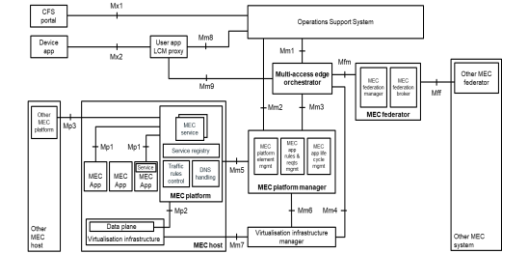 CFS
portal
Mx1
Operations Support System
Device
app
Mx2
User app
LCM proxy
Mm8
Mm1
Mm9
Multi-access edge
orchestrator
Mfm
MEC
federation
manager
MEC
federation
broker
MEC federator
Mff
Other MEC
federator
Other
MEC
platform
Mp3
MEC
service
Mm2
Mm3
Mp1
Mp1
Service registry
Traffic
rules
control
DNS
handling
MEC platform
MEC
App
MEC
App
Service
MEC
App
Mm5
MEC
platform
element
mgmt
MEC
app
rules &
reqts mgmt
MEC
app life
cycle mgmt
MEC platform manager
Mp2
Mm6
Mm4
Data plane
Virtualisation infrastructure
MEC host
Mm7
Virtualisation infrastructure
manager
Other
MEC
host
Other MEC
system